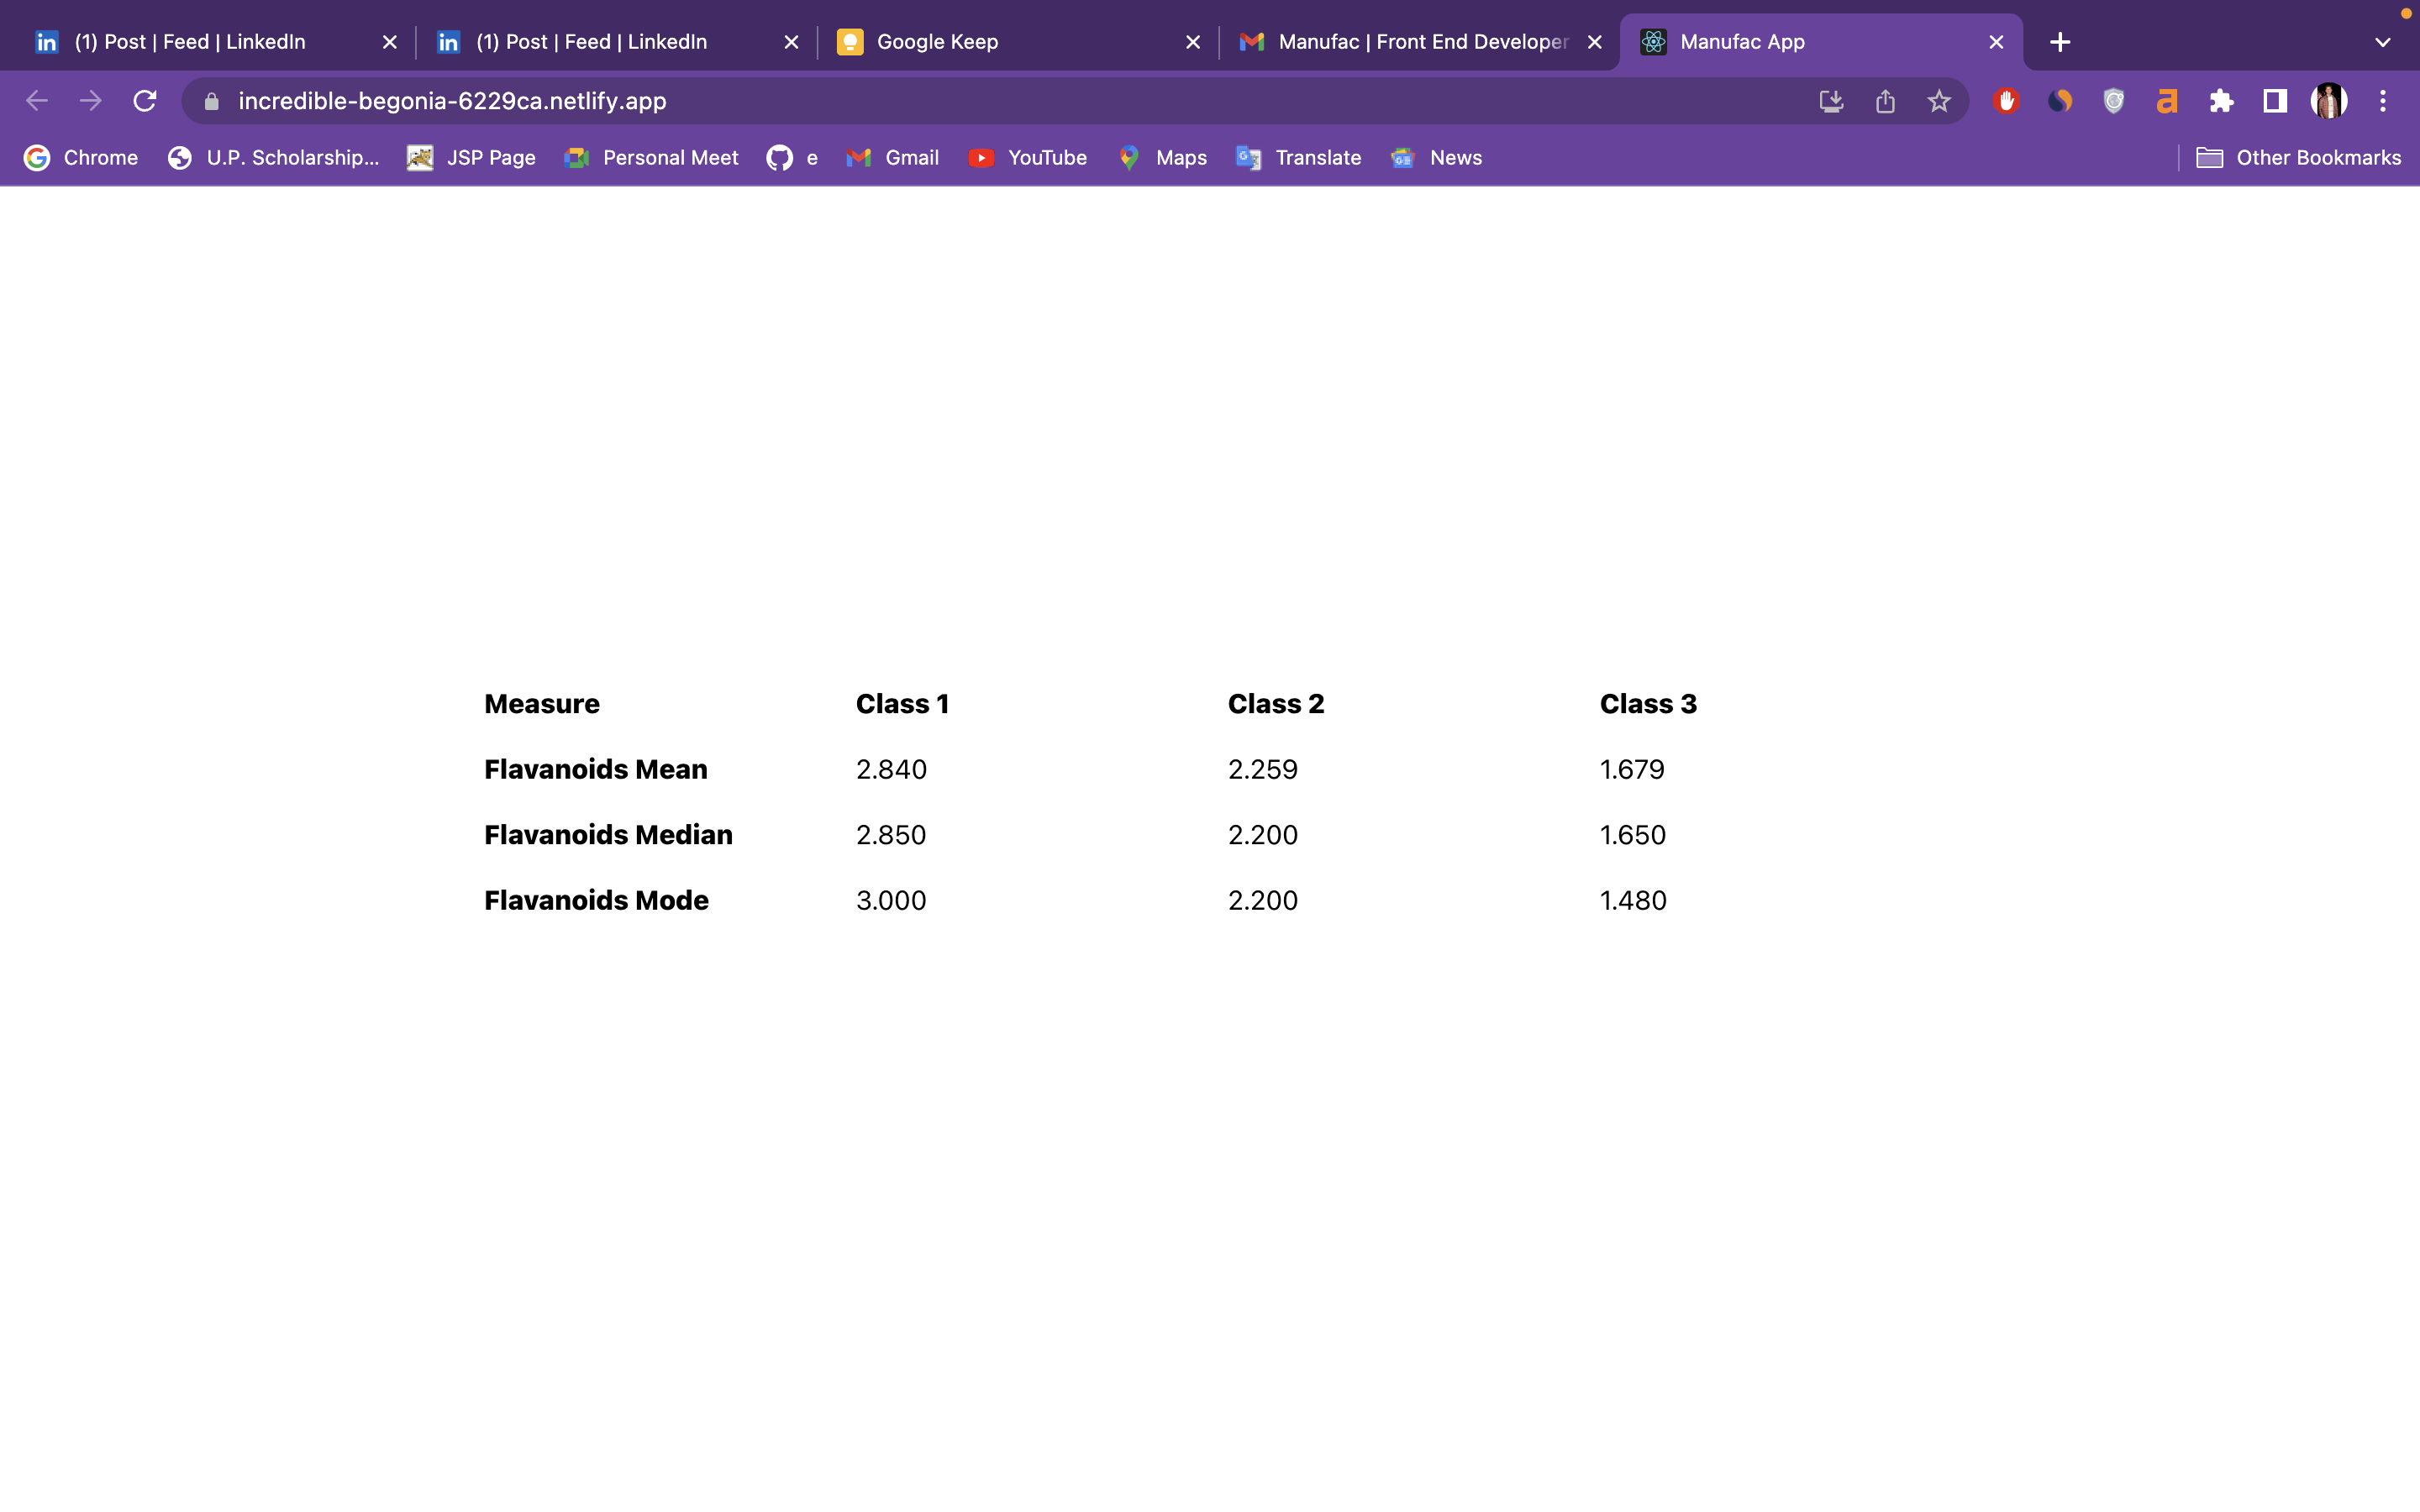 (1) Post | Feed | LinkedIn (1) Post | Feed | LinkedIn Google Keep Manufac | Front End Developer Manufac App
incredible-begonia-6229ca.netlify.app
Chrome U.P. Scholarship... JSP Page Personal Meet e Gmail YouTube Maps Translate News Other Bookmarks
Measure Class 1 Class 2 Class 3
Flavanoids Mean 2.840 2.259 1.679
Flavanoids Median 2.850 2.200 1.650
Flavanoids Mode 3.000 2.200 1.480